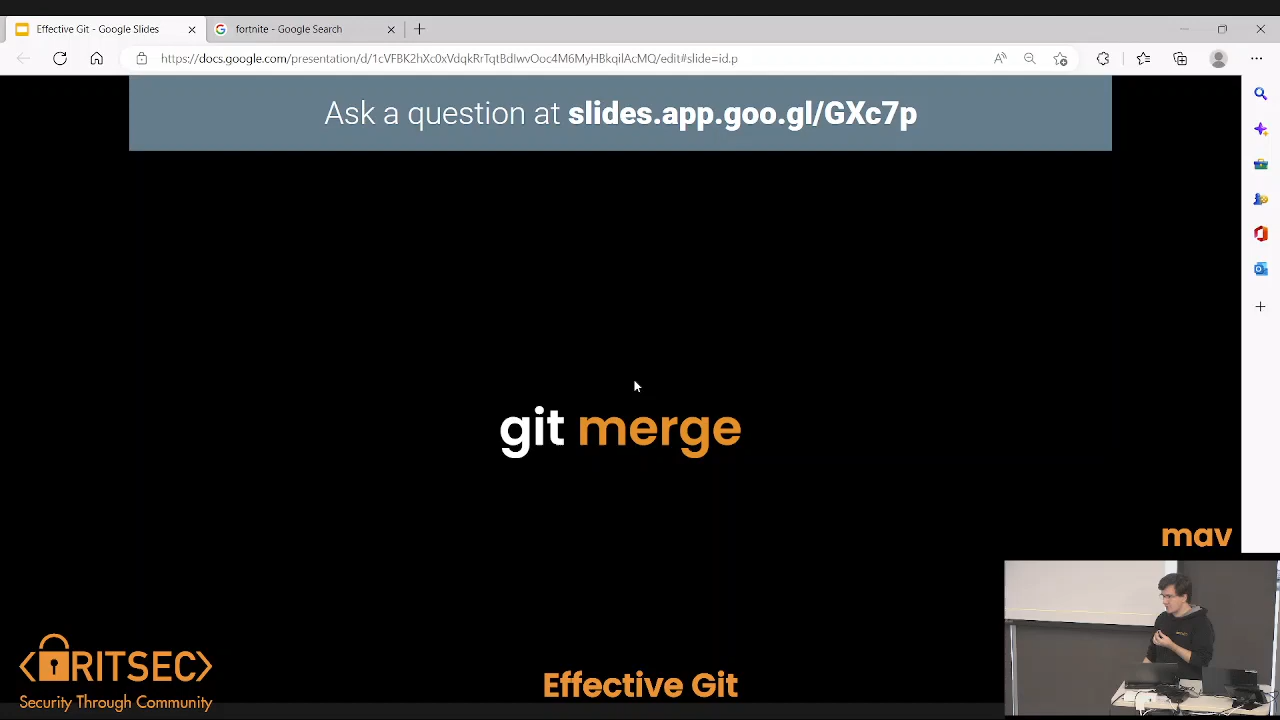 Effective Git - Google Slides
fortnite - Google Search
https://docs.google.com/presentation/d/1cVFBK2hXc0xVdqkRrTqtBdIwvOoc4M6MyHBkqilAcMQ/edit#slide=id.p
Ask a question at slides.app.goo.gl/GXc7p
git merge
mav
RITSEC
Security Through Community
Effective Git